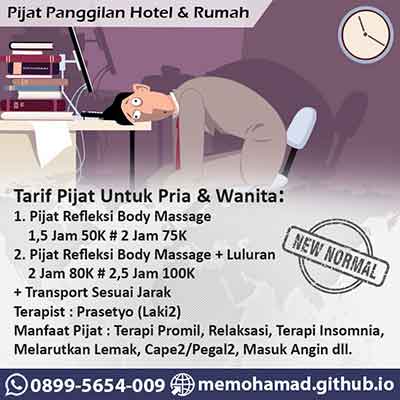 Pijat Panggilan Hotel & Rumah
Tarif Pijat Untuk Pria & Wanita:
1. Pijat Refleksi Body Massage
1,5 Jam 50K # 2 Jam 75K
2. Pijat Refleksi Body Massage + Luluran
2 Jam 80K # 2,5 Jam 100K
+ Transport Sesuai Jarak
Terapist : Prasetyo (Laki2)
Manfaat Pijat : Terapi Promil, Relaksasi, Terapi Insomnia,
Melarutkan Lemak, Cape2/Pegal2, Masuk Angin dll.
NEW NORMAL
0899-5654-009 memohamad.github.io